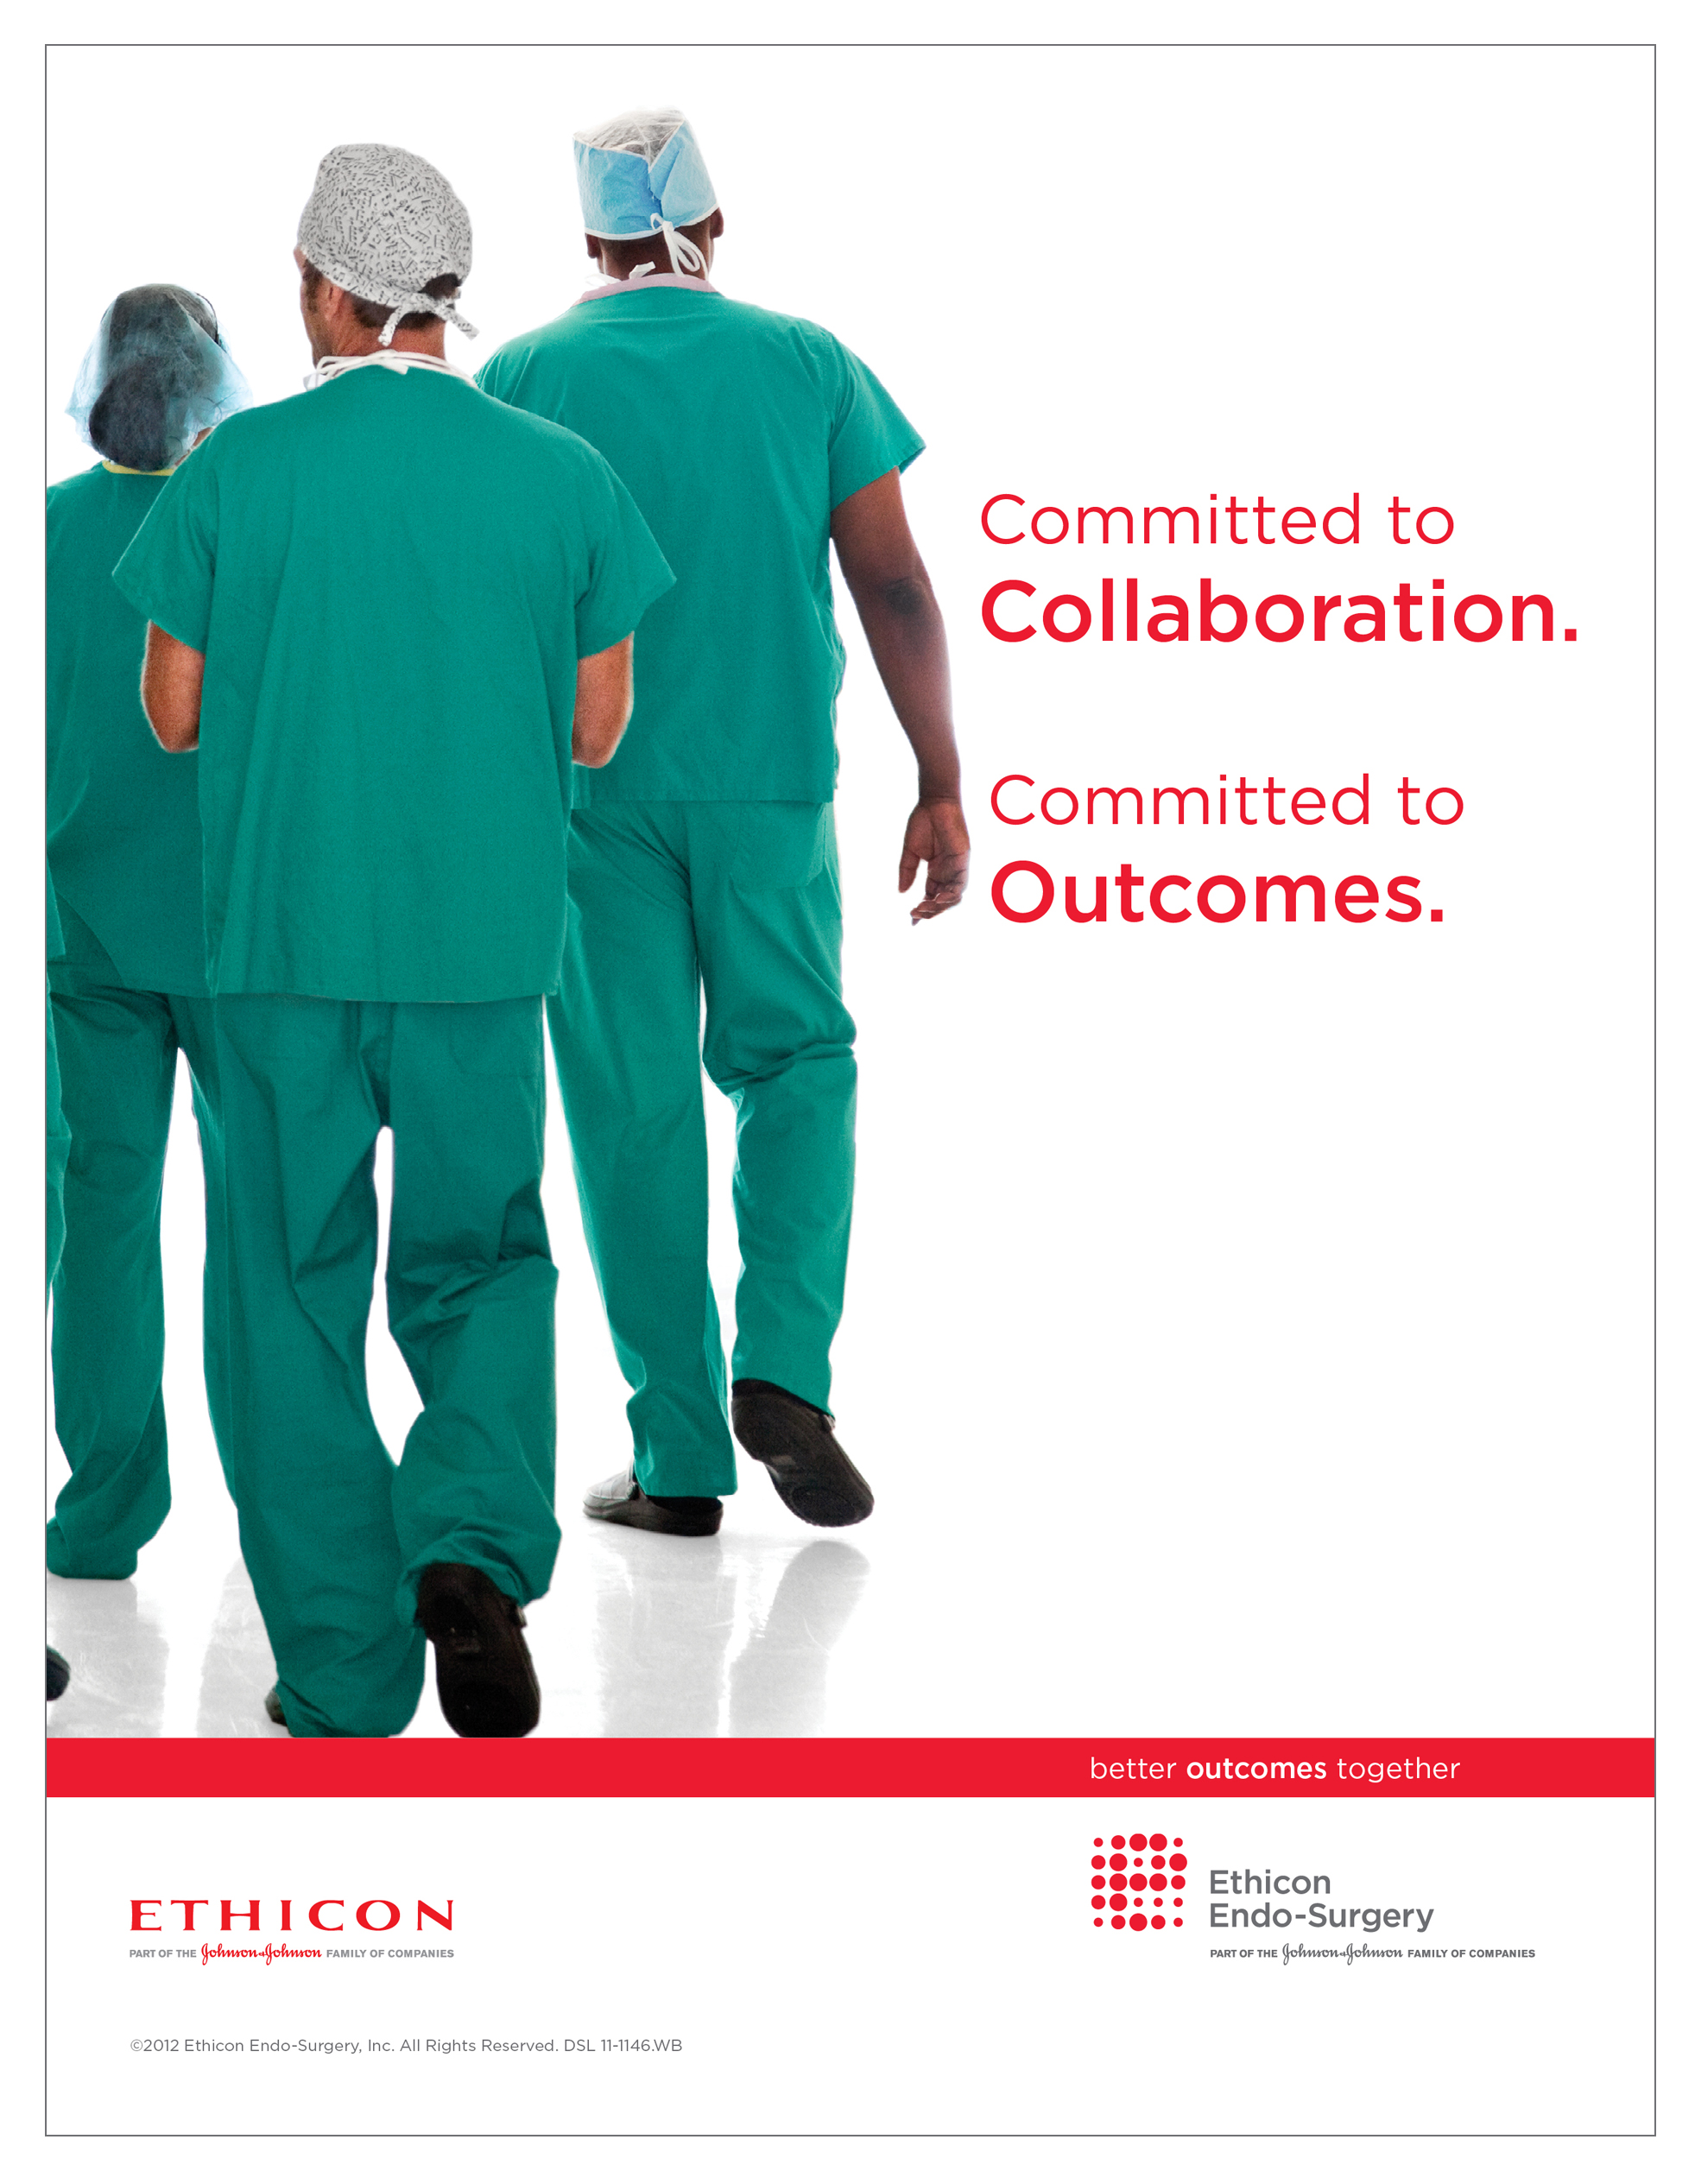 Committed to
Collaboration.
Committed to
Outcomes.
better outcomes together
ETHICON
PART OF THE Johnson & Johnson FAMILY OF COMPANIES
Ethicon
Endo-Surgery
PART OF THE Johnson & Johnson FAMILY OF COMPANIES
©2012 Ethicon Endo-Surgery, Inc. All Rights Reserved. DSL 11-1146.WB